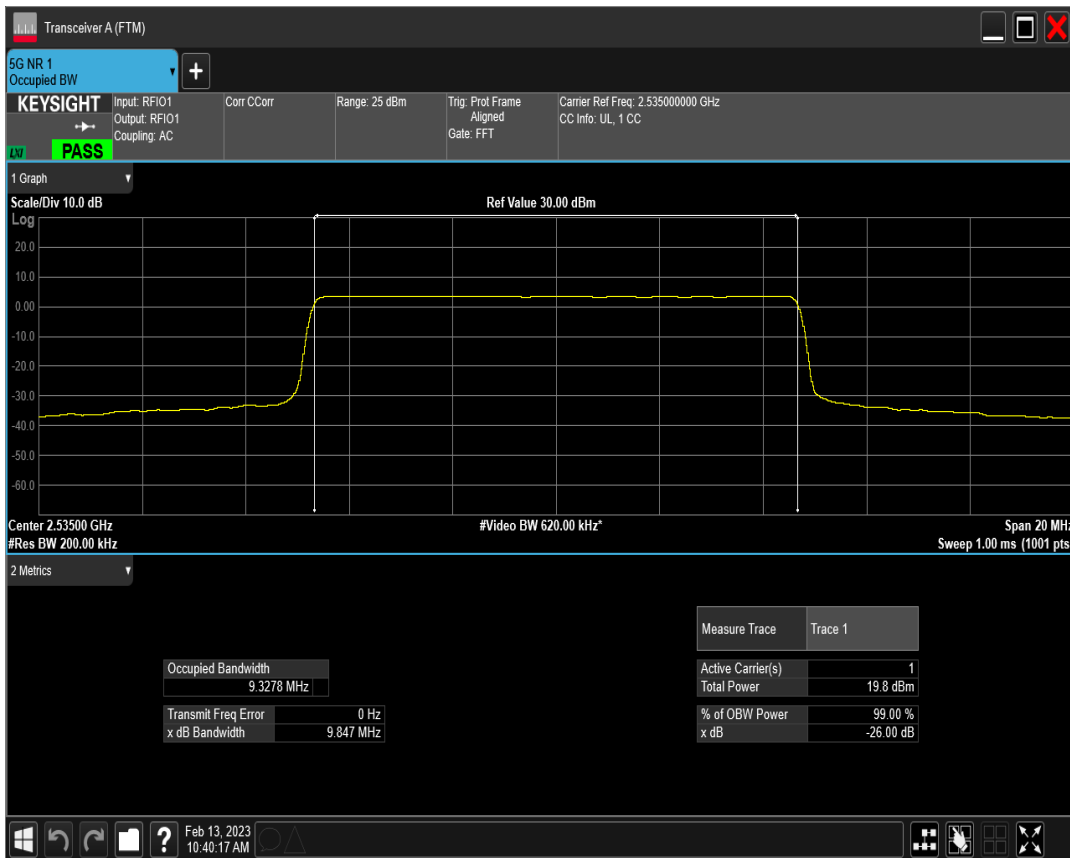 Transceiver A (FTM)
5G NR 1
Occupied BW
+
KEYSIGHT
LXI
PASS
Input: RFIO1
Output: RFIO1
Coupling: AC
Corr CCorr
Range: 25 dBm
Trig: Prot Frame
Aligned
Gate: FFT
Carrier Ref Freq: 2.535000000 GHz
CC Info: UL, 1 CC
1 Graph
Scale/Div 10.0 dB
Ref Value 30.00 dBm
Log
20.0
10.0
0.00
-10.0
-20.0
-30.0
-40.0
-50.0
-60.0
Center 2.53500 GHz
#Video BW 620.00 kHz*
Span 20 MHz
#Res BW 200.00 kHz
Sweep 1.00 ms (1001 pts
2 Metrics
Measure Trace Trace 1
Occupied Bandwidth
9.3278 MHz
Active Carrier(s) 1
Total Power 19.8 dBm
Transmit Freq Error 0 Hz
x dB Bandwidth 9.847 MHz
% of OBW Power 99.00 %
x dB -26.00 dB
?
Feb 13, 2023
10:40:17 AM